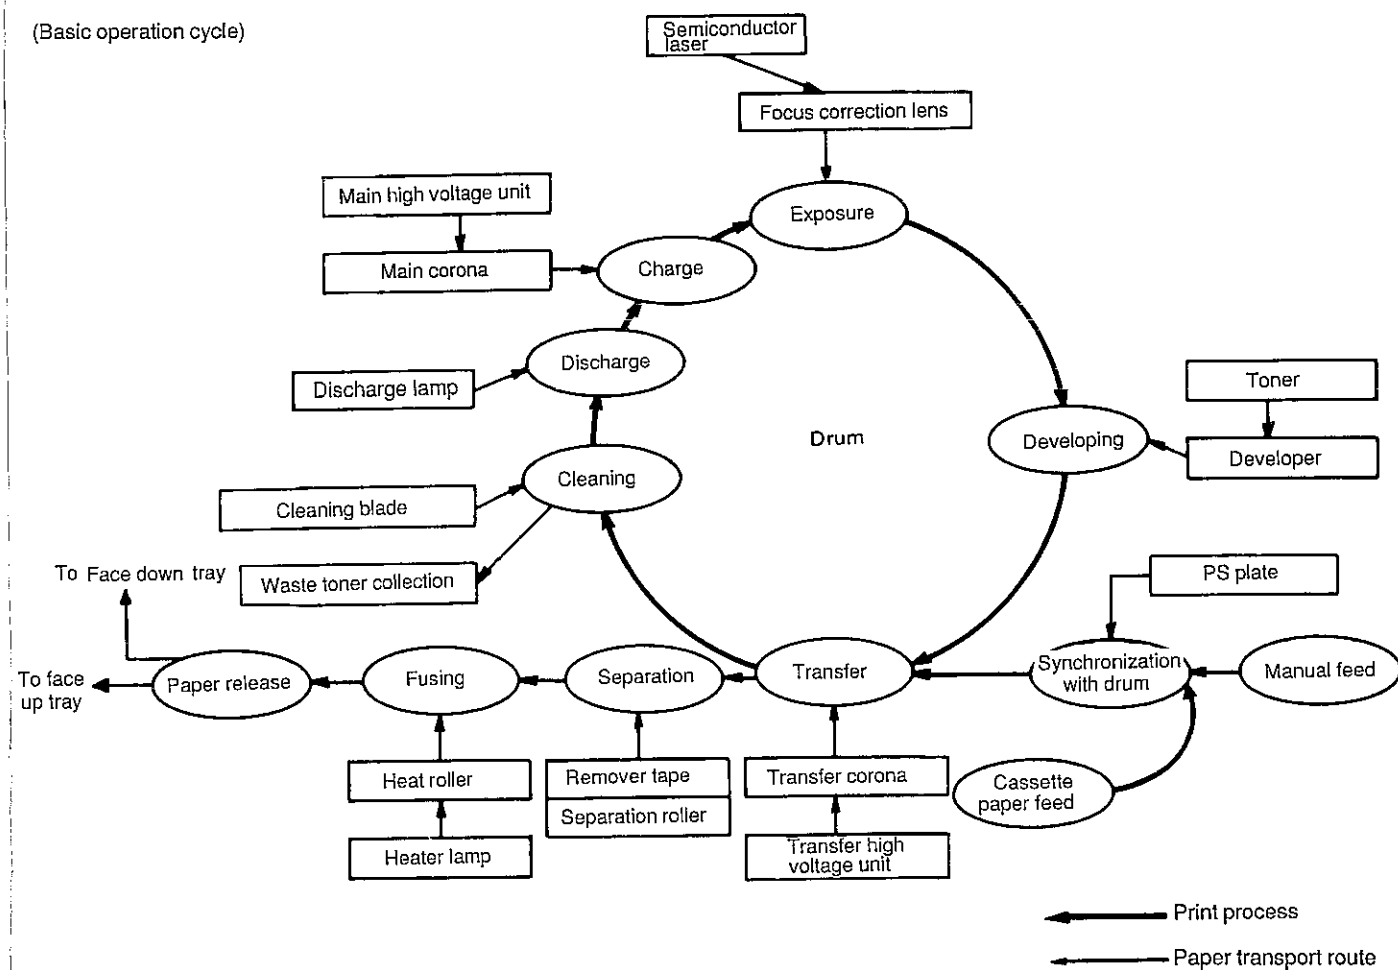 (Basic operation cycle)
Semiconductor
laser
Focus correction lens
Main high voltage unit
Exposure
Main corona
Charge
Discharge
Discharge lamp
Toner
Drum
Developing
Developer
Cleaning
Cleaning blade
To Face down tray
Waste toner collection
PS plate
To face
up tray
Paper release
Fusing
Separation
Transfer
Synchronization
with drum
Manual feed
Heat roller
Remover tape
Transfer corona
Cassette
paper feed
Separation roller
Heater lamp
Transfer high
voltage unit
Print process
Paper transport route